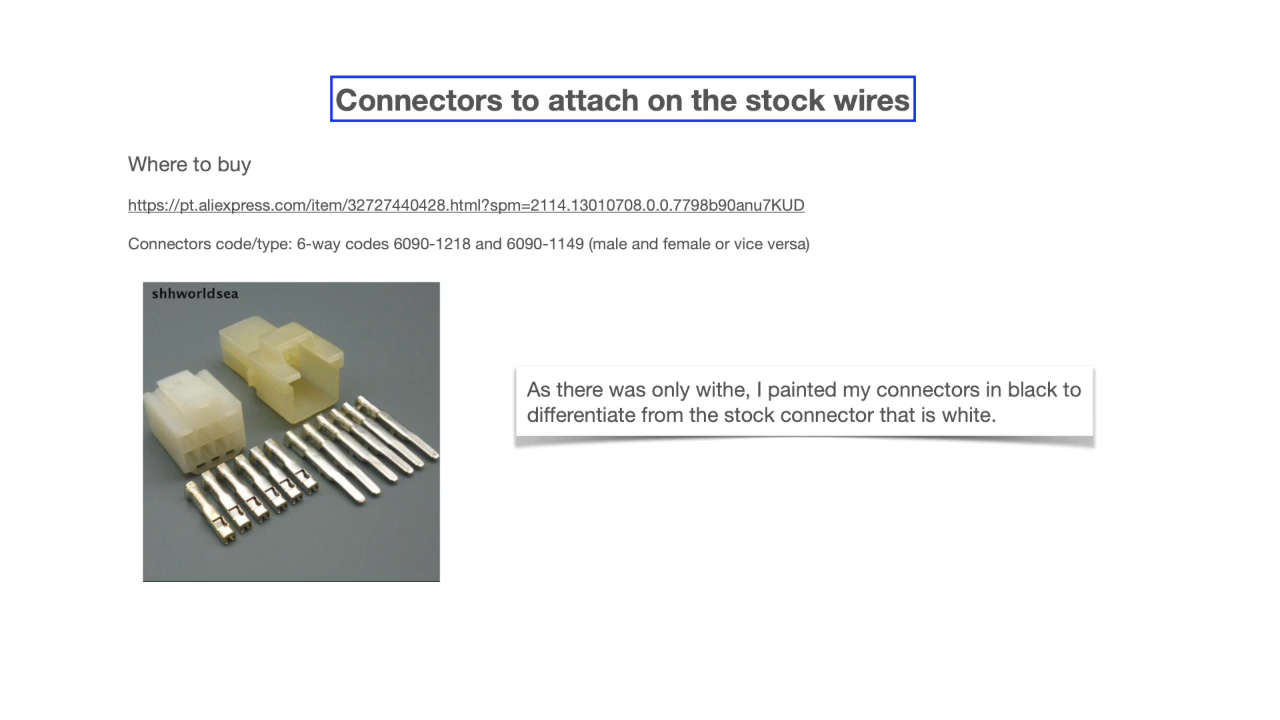 Connectors to attach on the stock wires
Where to buy
https://pt.aliexpress.com/item/32727440428.html?spm=2114.13010708.0.0.7798b90anu7KUD
Connectors code/type: 6-way codes 6090-1218 and 6090-1149 (male and female or vice versa)
shhworldsea
As there was only withe, I painted my connectors in black to
differentiate from the stock connector that is white.